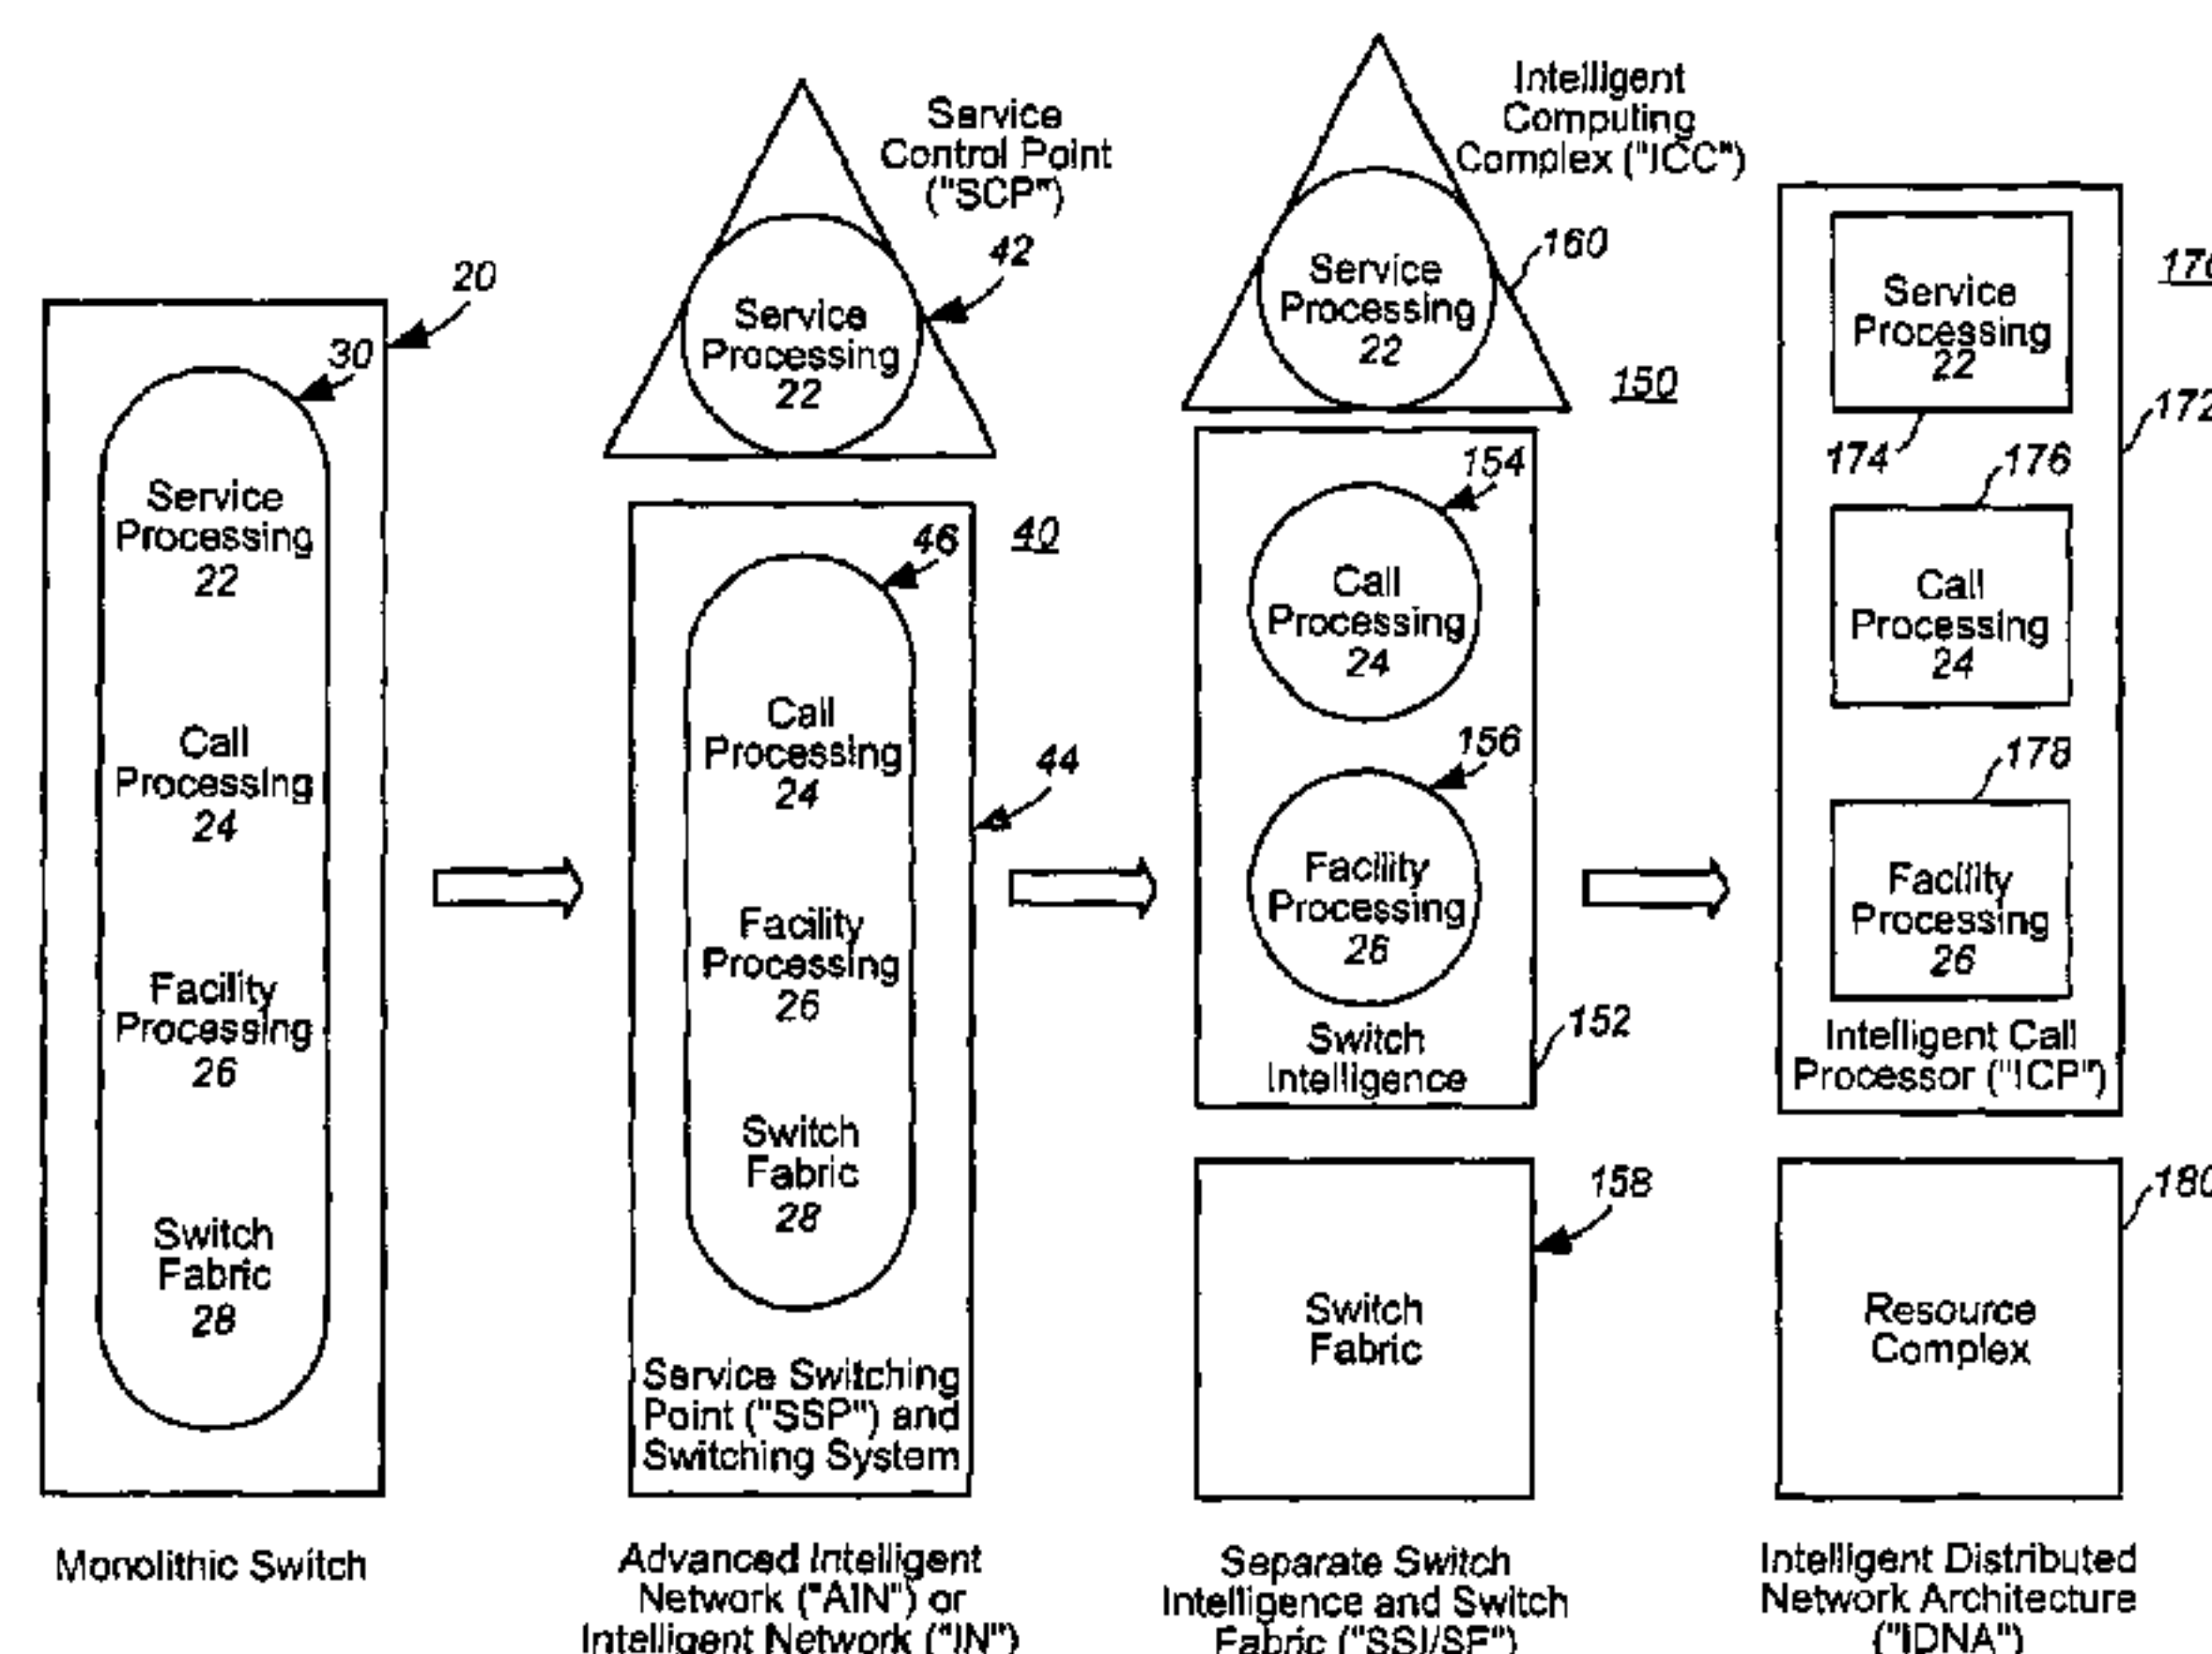 20
30
Service
Processing
22
Call
Processing
24
Facility
Processing
26
Switch
Fabric
28
Monolithic Switch
Service
Control Point
("SCP")
42
Service
Processing
22
40
46
Call
Processing
24
44
Facility
Processing
26
Switch
Fabric
28
Service Switching
Point ("SSP") and
Switching System
Advanced Intelligent
Network ("AIN") or
Intelligent Network ("IN")
Intelligent
Computing
Complex ("ICC")
160
Service
Processing
22
150
154
Call
Processing
24
156
Facility
Processing
26
Switch
Intelligence
152
158
Switch
Fabric
Separate Switch
Intelligence and Switch
Fabric ("SSI/SF")
Service
Processing
22
172
174
176
Call
Processing
24
178
Facility
Processing
26
Intelligent Call
Processor ("ICP")
180
Resource
Complex
Intelligent Distributed
Network Architecture
("IDNA")